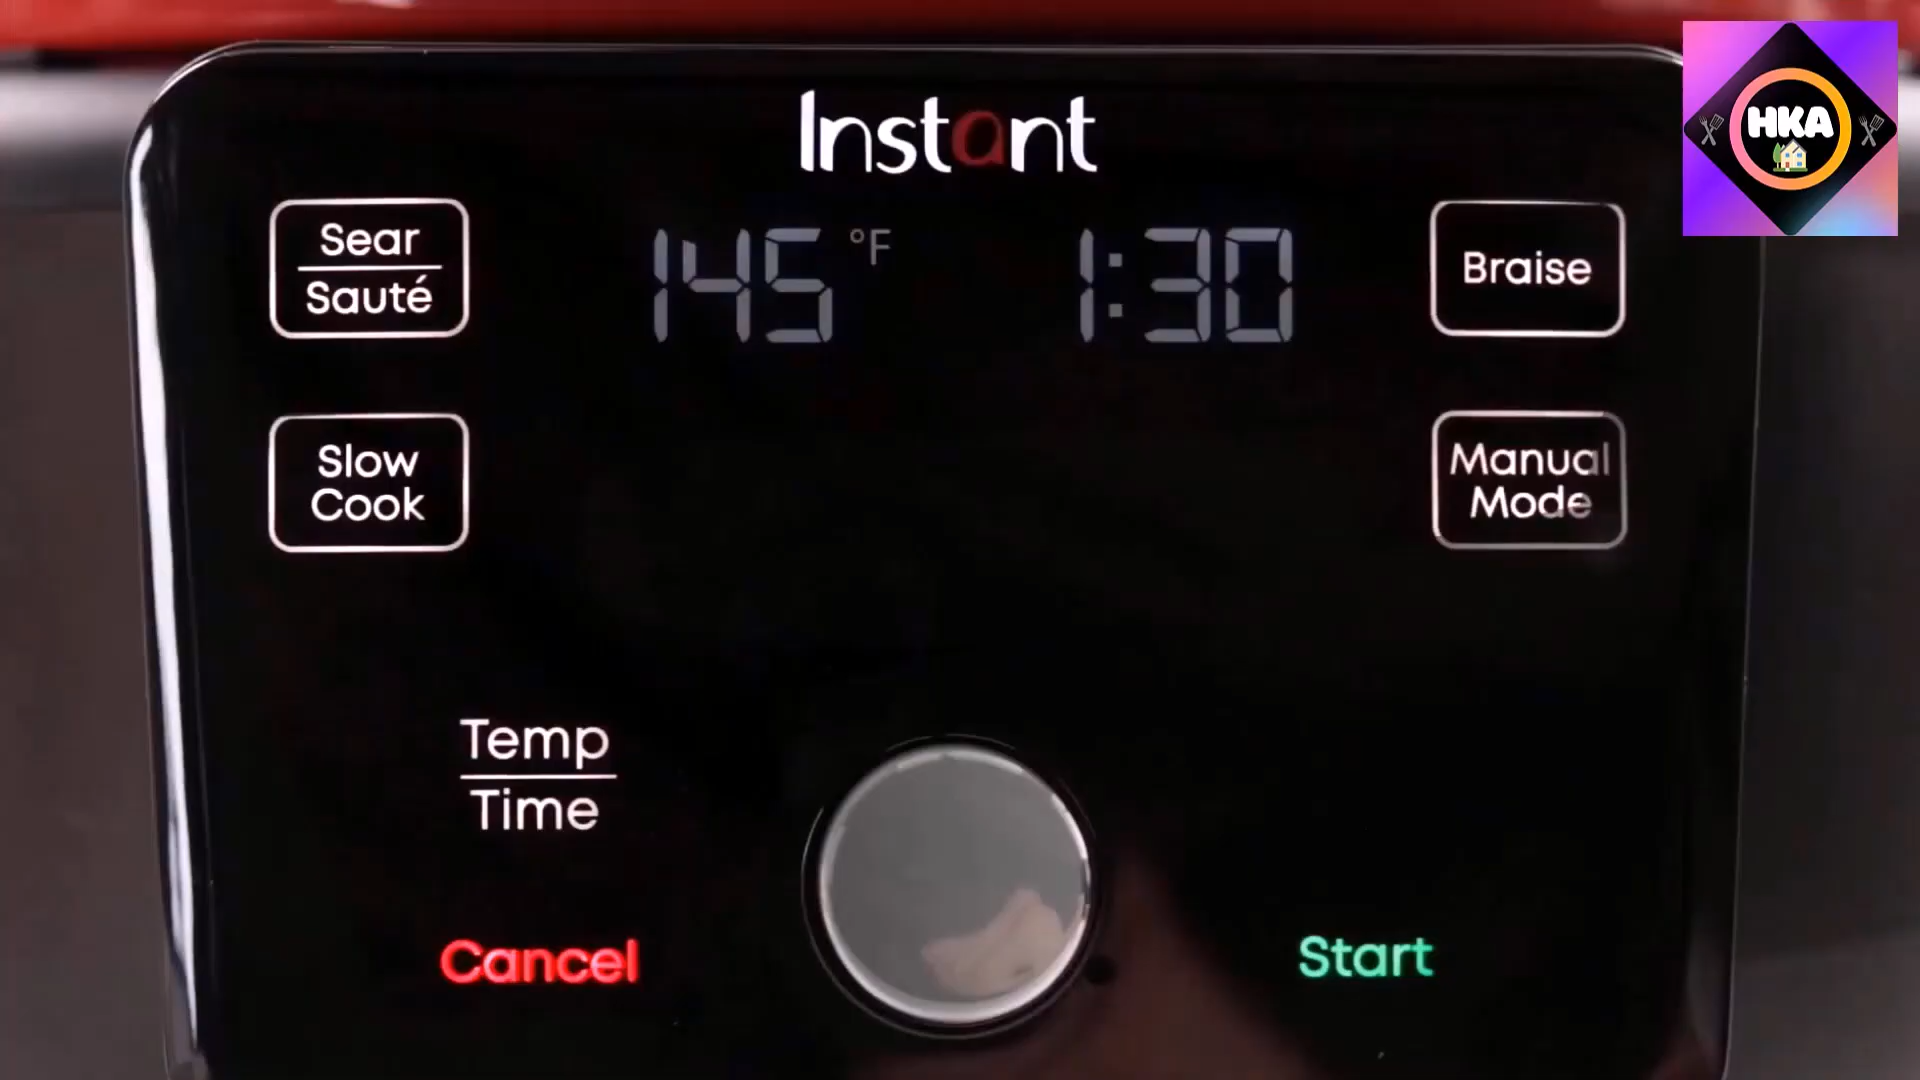 Instant
HKA
Sear
Sauté
145 °F
1:30
Braise
Slow
Cook
Manual
Mode
Temp
Time
Cancel
Start